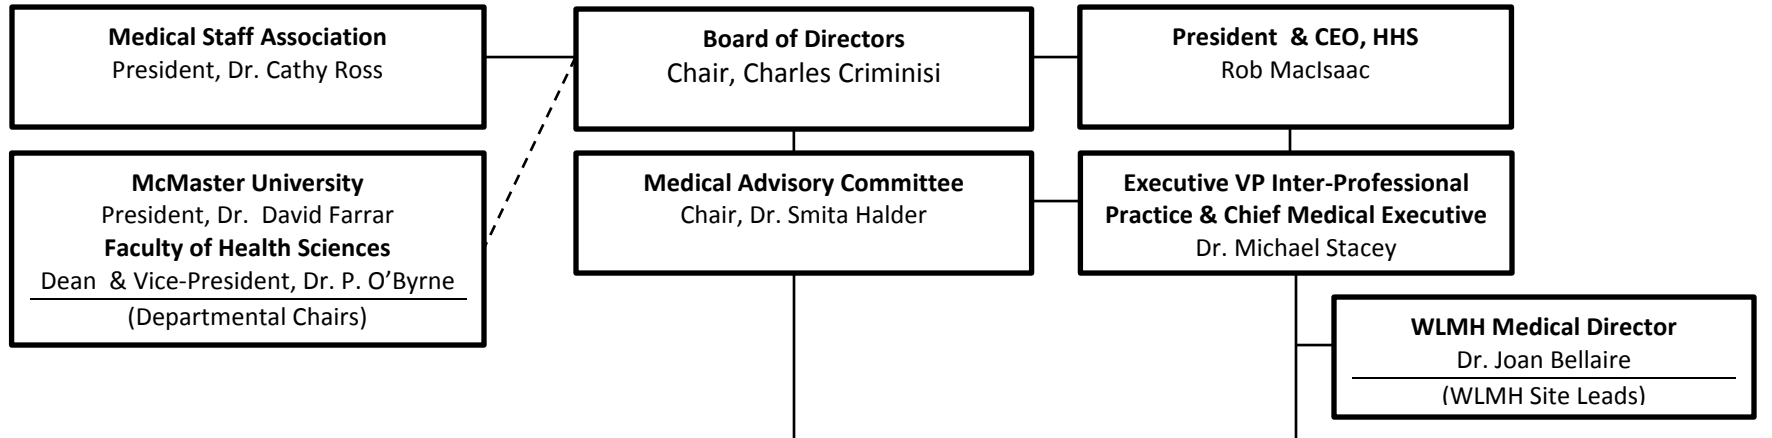 Medical Staff Association
President, Dr. Cathy Ross
Board of Directors
Chair, Charles Criminisi
President & CEO, HHS
Rob MacIsaac
McMaster University
President, Dr. David Farrar
Faculty of Health Sciences
Dean & Vice-President, Dr. P. O’Byrne
(Departmental Chairs)
Medical Advisory Committee
Chair, Dr. Smita Halder
Executive VP Inter-Professional
Practice & Chief Medical Executive
Dr. Michael Stacey
WLMH Medical Director
Dr. Joan Bellaire
(WLMH Site Leads)